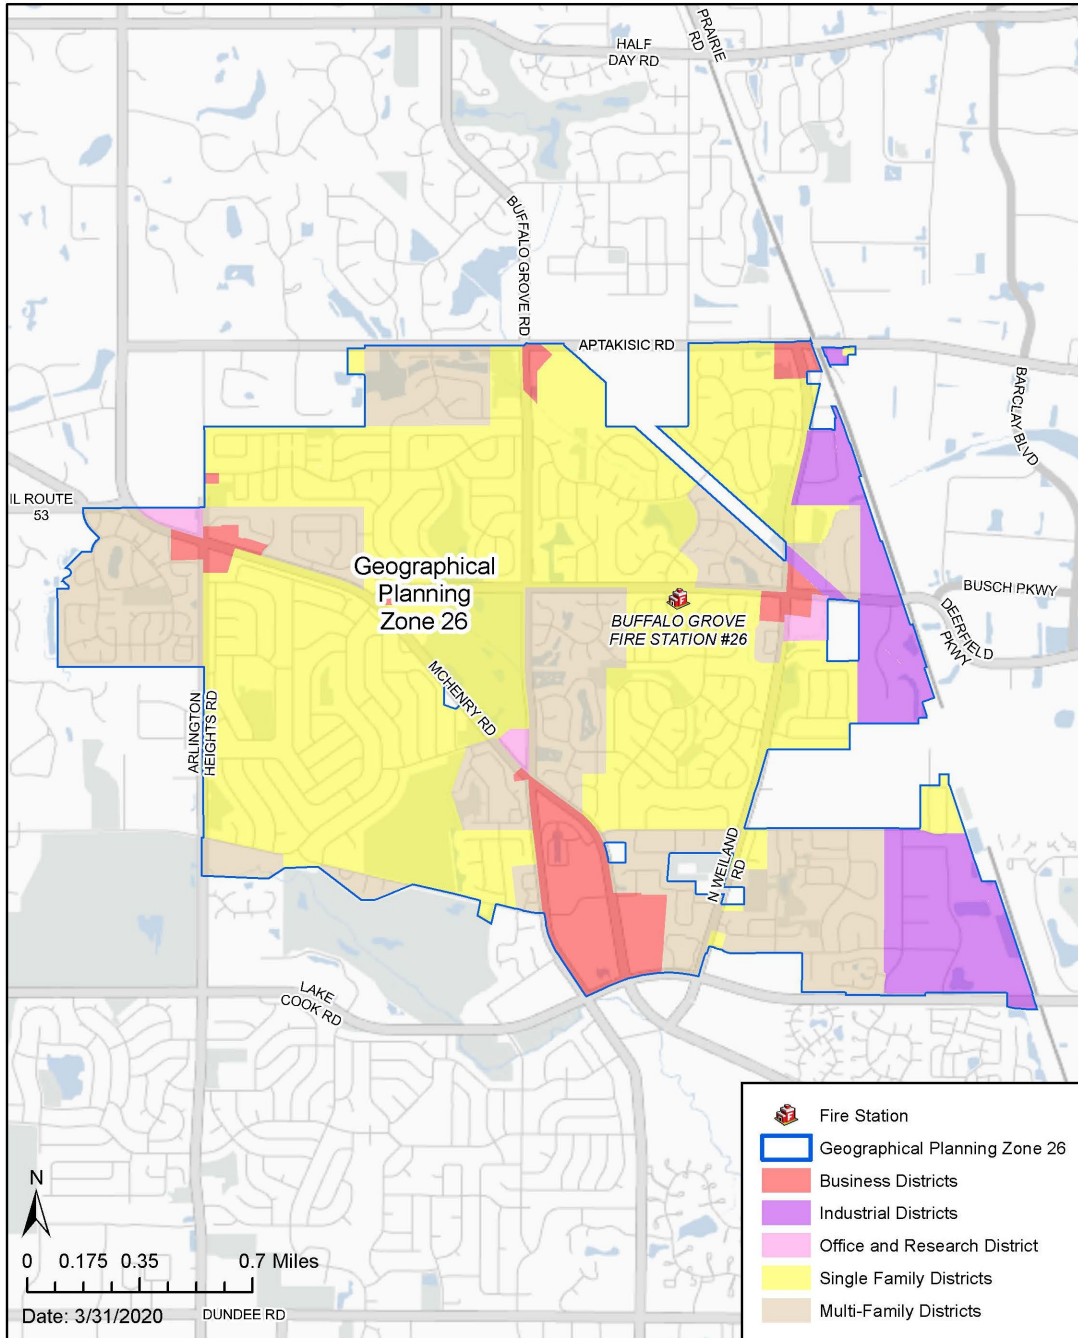 HALF
DAY RD
PRAIRIE
RD
BUFFALO GROVE RD
APTAKISIC RD
BARCLAY BLVD
IL ROUTE
53
Geographical
Planning
Zone 26
BUFFALO GROVE
FIRE STATION #26
BUSCH PKWY
DEERFIELD
PKWY
MCHENRY RD
ARLINGTON
HEIGHTS RD
N WEILAND
RD
LAKE
COOK RD
N
0 0.175 0.35 0.7 Miles
Date: 3/31/2020
DUNDEE RD
Fire Station
Geographical Planning Zone 26
Business Districts
Industrial Districts
Office and Research District
Single Family Districts
Multi-Family Districts